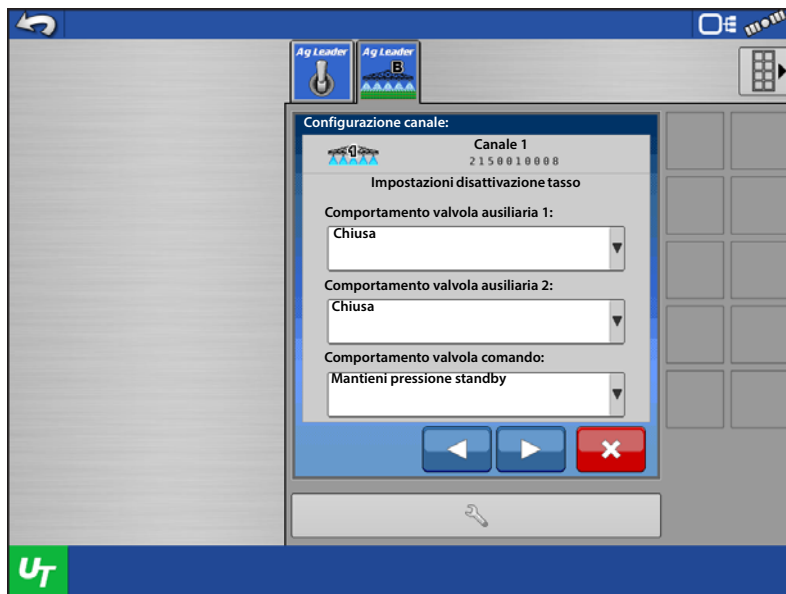 Ag Leader Ag Leader
B
Configurazione canale:
1 Canale 1
2150010008
Impostazioni disattivazione tasso
Comportamento valvola ausiliaria 1:
Chiusa
Comportamento valvola ausiliaria 2:
Chiusa
Comportamento valvola comando:
Mantieni pressione standby
UT